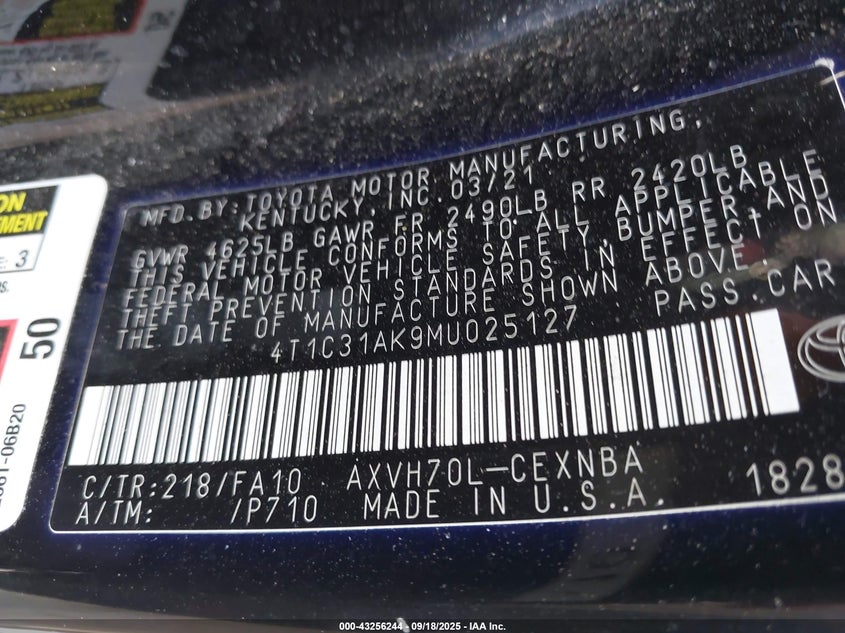 MFD. BY: TOYOTA MOTOR MANUFACTURING,
KENTUCKY, INC. 03/21
GVWR 4625LB GAWR FR 2490LB RR 2420LB
THIS VEHICLE CONFORMS TO ALL APPLICABLE
FEDERAL MOTOR VEHICLE SAFETY, BUMPER, AND
THEFT PREVENTION STANDARDS IN EFFECT ON
THE DATE OF MANUFACTURE SHOWN ABOVE.
4T1C31AK9MU025127 PASS. CAR
C/TR: 218/FA10 AXVH70L-CEXNBA
A/TM: /P710 MADE IN U.S.A. 1828
3
50
-06B20
000-43256244 - 09/18/2025 - IAA Inc.